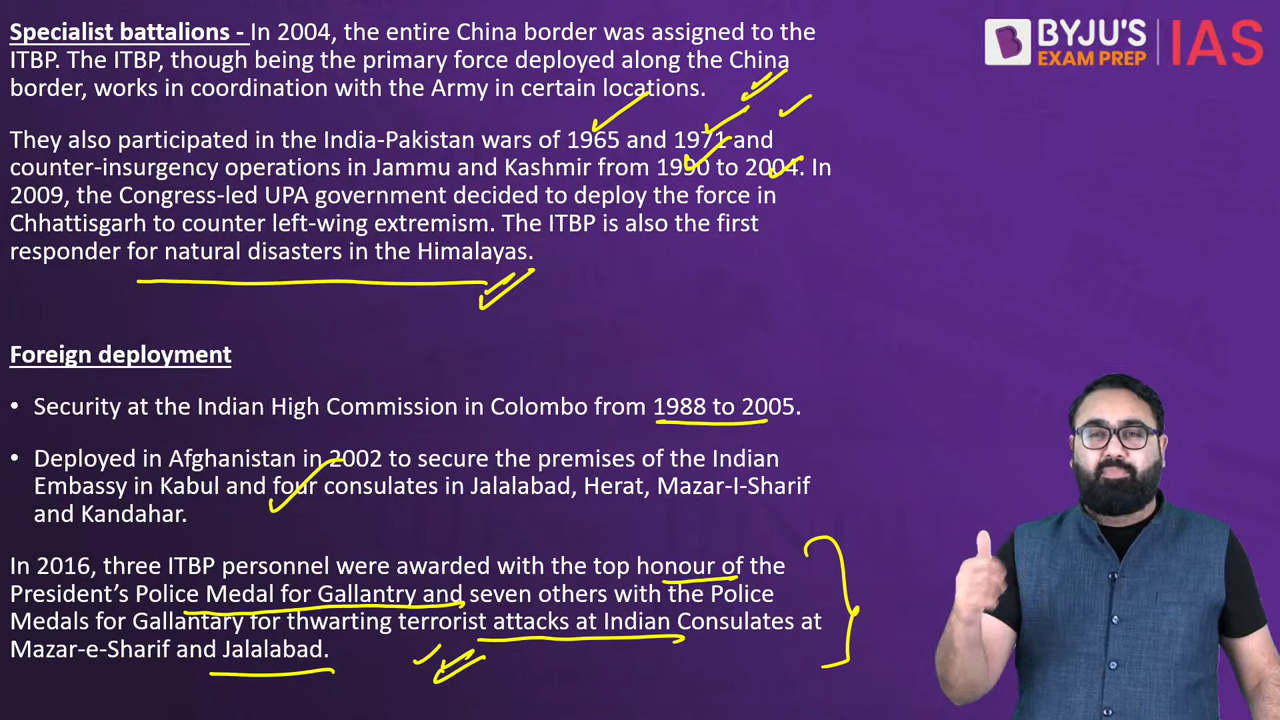 Specialist battalions - In 2004, the entire China border was assigned to the
ITBP. The ITBP, though being the primary force deployed along the China
border, works in coordination with the Army in certain locations.
They also participated in the India-Pakistan wars of 1965 and 1971 and
counter-insurgency operations in Jammu and Kashmir from 1990 to 2004. In
2009, the Congress-led UPA government decided to deploy the force in
Chhattisgarh to counter left-wing extremism. The ITBP is also the first
responder for natural disasters in the Himalayas.
Foreign deployment
• Security at the Indian High Commission in Colombo from 1988 to 2005.
• Deployed in Afghanistan in 2002 to secure the premises of the Indian
Embassy in Kabul and four consulates in Jalalabad, Herat, Mazar-I-Sharif
and Kandahar.
In 2016, three ITBP personnel were awarded with the top honour of the
President’s Police Medal for Gallantry and seven others with the Police
Medals for Gallantary for thwarting terrorist attacks at Indian Consulates at
Mazar-e-Sharif and Jalalabad.
BYJU'S
EXAM PREP
IAS